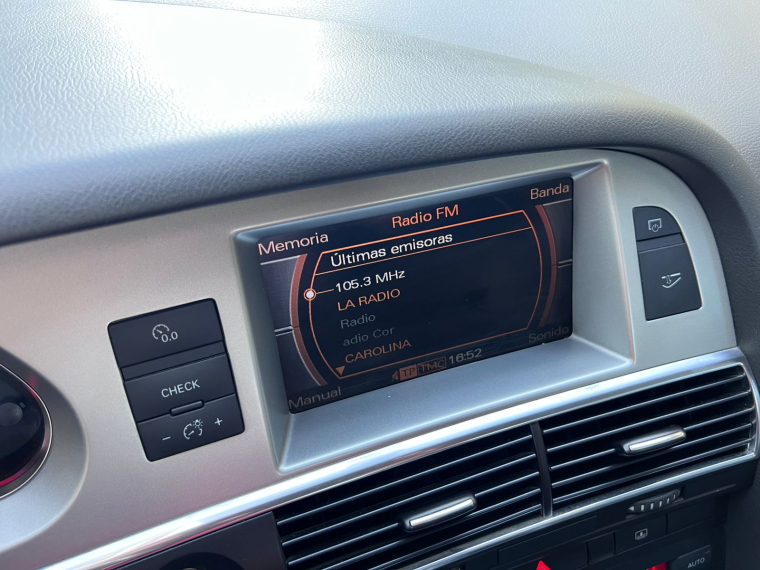 Memoria
Radio FM
Banda
Últimas emisoras
105.3 MHz
LA RADIO
Radio
adio Cor
CAROLINA
Manual
TP TMC 16:52
Sonido
0.0
CHECK
- +
AUTO